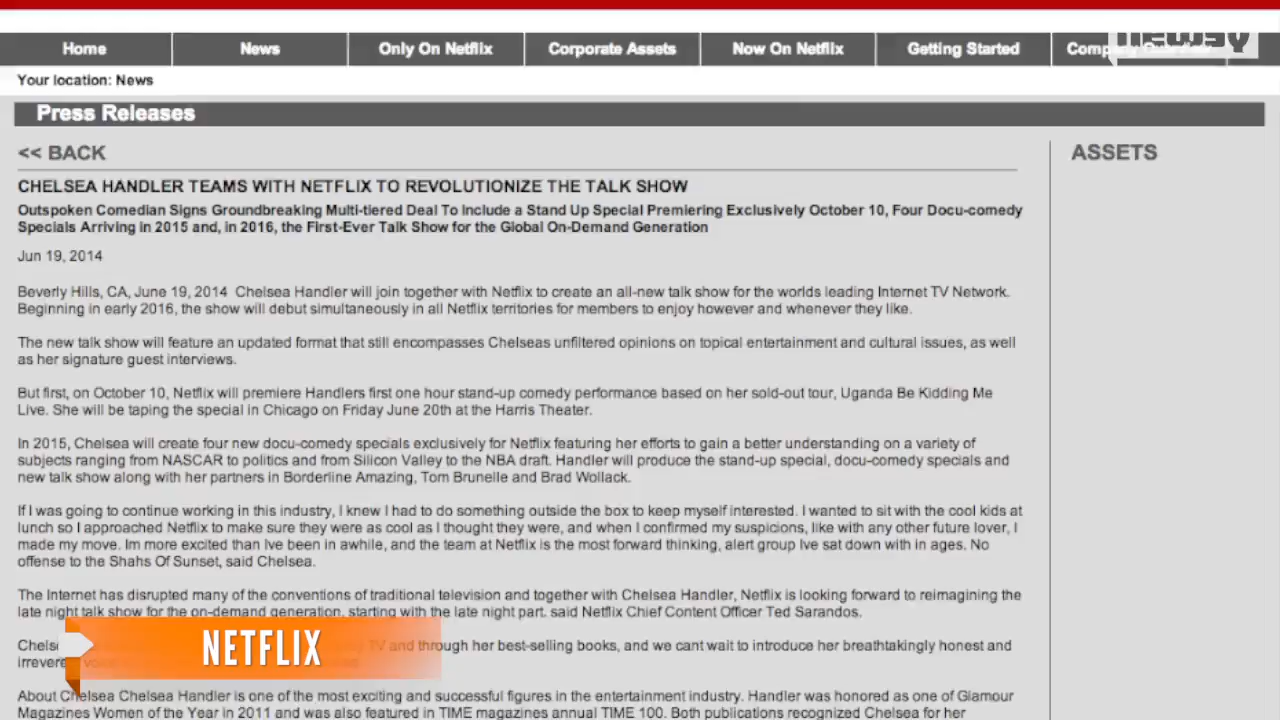 Home News Only On Netflix Corporate Assets Now On Netflix Getting Started
newsy
Your location: News
Press Releases
<< BACK
ASSETS
CHELSEA HANDLER TEAMS WITH NETFLIX TO REVOLUTIONIZE THE TALK SHOW
Outspoken Comedian Signs Groundbreaking Multi-tiered Deal To Include a Stand Up Special Premiering Exclusively October 10, Four Docu-comedy
Specials Arriving in 2015 and, in 2016, the First-Ever Talk Show for the Global On-Demand Generation
Jun 19, 2014
Beverly Hills, CA, June 19, 2014 Chelsea Handler will join together with Netflix to create an all-new talk show for the worlds leading Internet TV Network.
Beginning in early 2016, the show will debut simultaneously in all Netflix territories for members to enjoy however and whenever they like.
The new talk show will feature an updated format that still encompasses Chelseas unfiltered opinions on topical entertainment and cultural issues, as well
as her signature guest interviews.
But first, on October 10, Netflix will premiere Handlers first one hour stand-up comedy performance based on her sold-out tour, Uganda Be Kidding Me
Live. She will be taping the special in Chicago on Friday June 20th at the Harris Theater.
In 2015, Chelsea will create four new docu-comedy specials exclusively for Netflix featuring her efforts to gain a better understanding on a variety of
subjects ranging from NASCAR to politics and from Silicon Valley to the NBA draft. Handler will produce the stand-up special, docu-comedy specials and
new talk show along with her partners in Borderline Amazing, Tom Brunelle and Brad Wollack.
If I was going to continue working in this industry, I knew I had to do something outside the box to keep myself interested. I wanted to sit with the cool kids at
lunch so I approached Netflix to make sure they were as cool as I thought they were, and when I confirmed my suspicions, like with any other future lover, I
made my move. Im more excited than Ive been in awhile, and the team at Netflix is the most forward thinking, alert group Ive sat down with in ages. No
offense to the Shahs Of Sunset, said Chelsea.
The Internet has disrupted many of the conventions of traditional television and together with Chelsea Handler, Netflix is looking forward to reimagining the
late night talk show for the on-demand generation, starting with the late night part. said Netflix Chief Content Officer Ted Sarandos.
TV and through her best-selling books, and we cant wait to introduce her breathtakingly honest and
NETFLIX
About Chelsea Chelsea Handler is one of the most exciting and successful figures in the entertainment industry. Handler was honored as one of Glamour
Magazines Women of the Year in 2011 and was also featured in TIME magazines annual TIME 100. Both publications recognized Chelsea for her